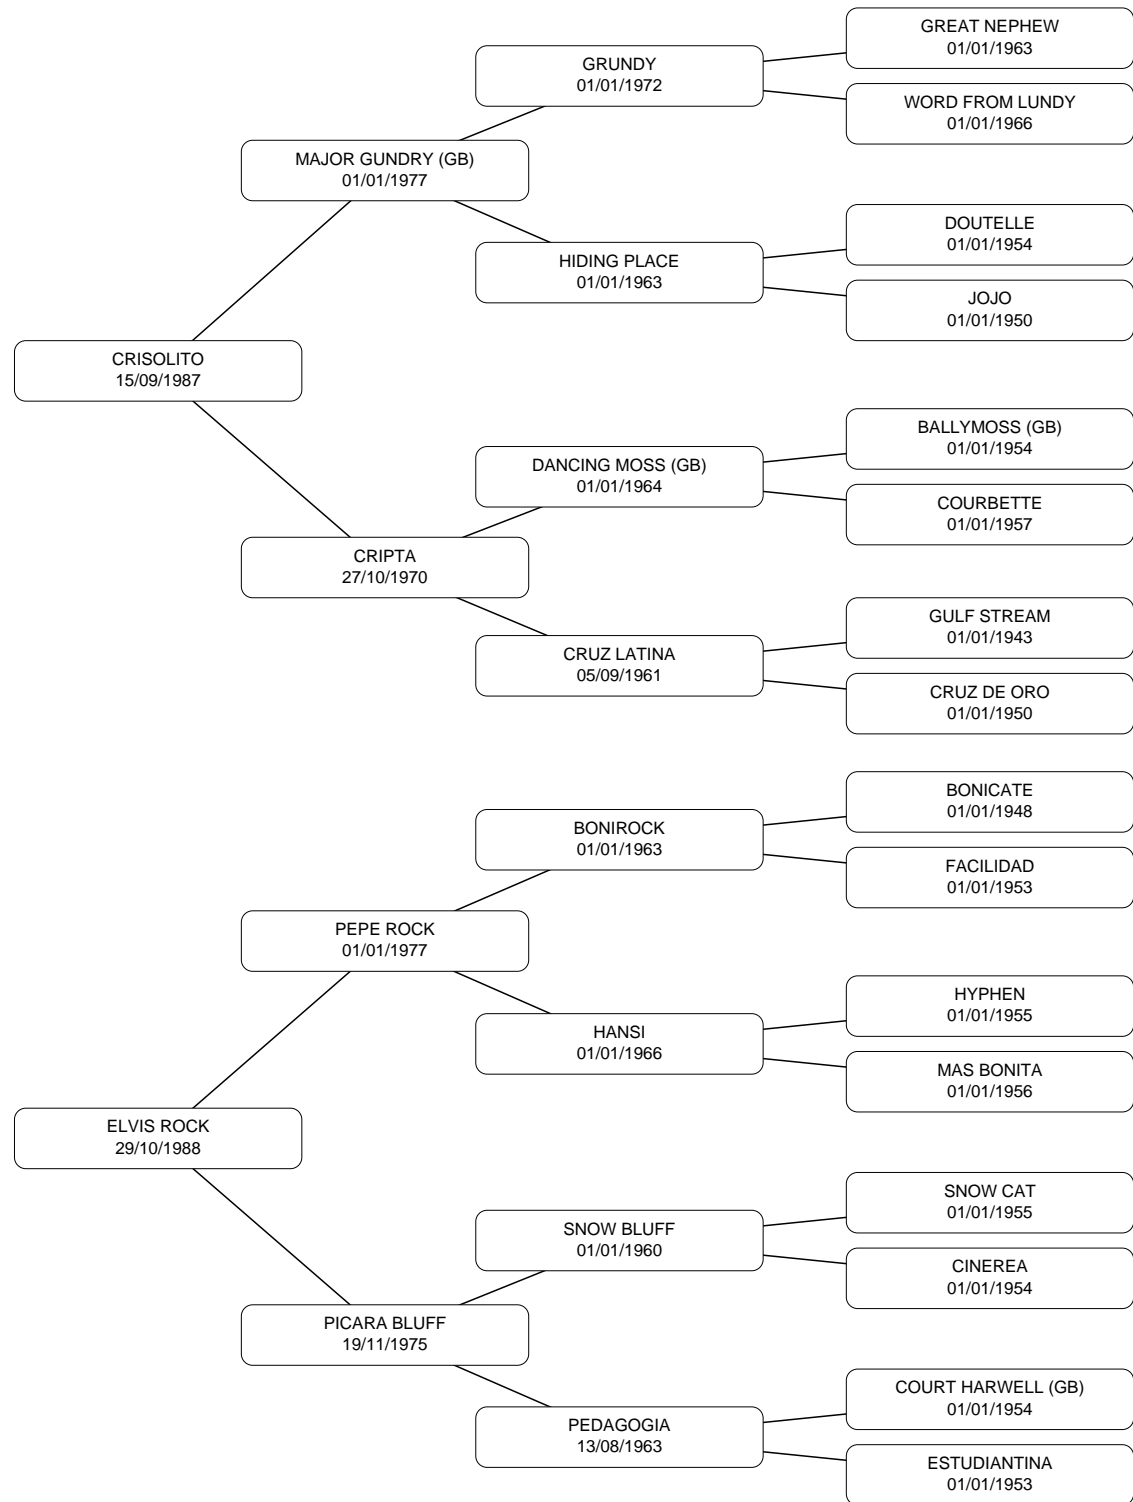 GREAT NEPHEW
01/01/1963
GRUNDY
01/01/1972
WORD FROM LUNDY
01/01/1966
MAJOR GUNDRY (GB)
01/01/1977
DOUTELLE
01/01/1954
HIDING PLACE
01/01/1963
JOJO
01/01/1950
CRISOLITO
15/09/1987
BALLYMOSS (GB)
01/01/1954
DANCING MOSS (GB)
01/01/1964
COURBETTE
01/01/1957
CRIPTA
27/10/1970
GULF STREAM
01/01/1943
CRUZ LATINA
05/09/1961
CRUZ DE ORO
01/01/1950
BONICATE
01/01/1948
BONIROCK
01/01/1963
FACILIDAD
01/01/1953
PEPE ROCK
01/01/1977
HYPHEN
01/01/1955
HANSI
01/01/1966
MAS BONITA
01/01/1956
ELVIS ROCK
29/10/1988
SNOW CAT
01/01/1955
SNOW BLUFF
01/01/1960
CINEREA
01/01/1954
PICARA BLUFF
19/11/1975
COURT HARWELL (GB)
01/01/1954
PEDAGOGIA
13/08/1963
ESTUDIANTINA
01/01/1953